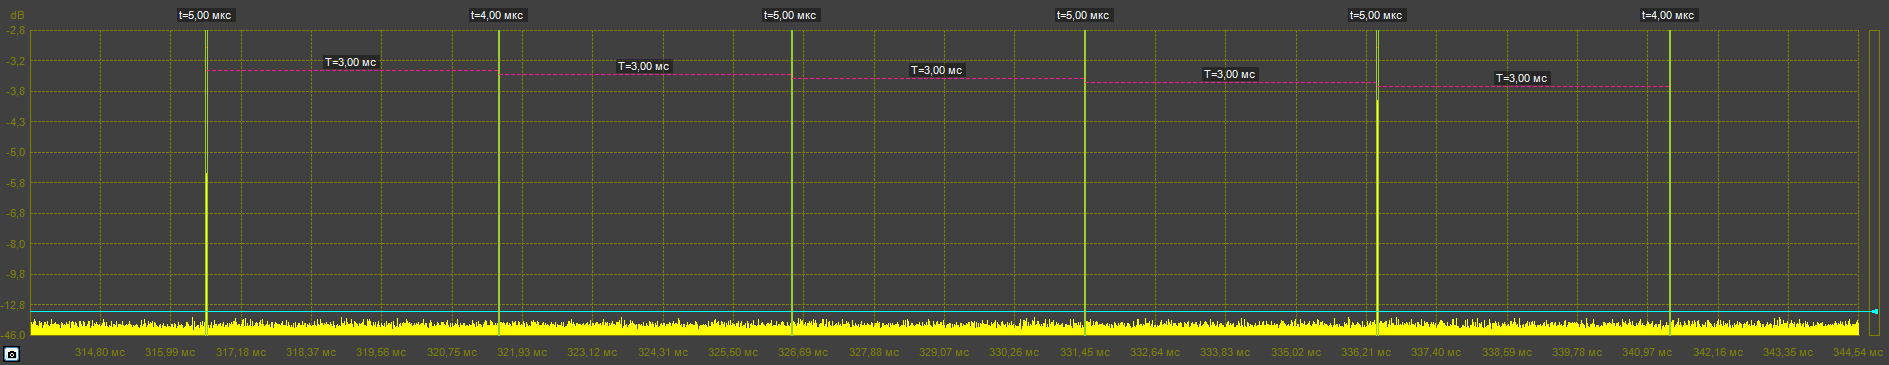 dB
t=5,00 мкс t=4,00 мкс t=5,00 мкс t=5,00 мкс t=5,00 мкс t=4,00 мкс
-2,8
T=3,00 мс T=3,00 мс T=3,00 мс T=3,00 мс T=3,00 мс
-3,2
-3,8
-4,3
-5,0
-5,8
-6,8
-8,0
-9,8
-12,8
-46,0
314,80 мс 315,99 мс 317,18 мс 318,37 мс 319,56 мс 320,75 мс 321,93 мс 323,12 мс 324,31 мс 325,50 мс 326,69 мс 327,88 мс 329,07 мс 330,26 мс 331,45 мс 332,64 мс 333,83 мс 335,02 мс 336,21 мс 337,40 мс 338,59 мс 339,78 мс 340,97 мс 342,16 мс 343,35 мс 344,54 мс